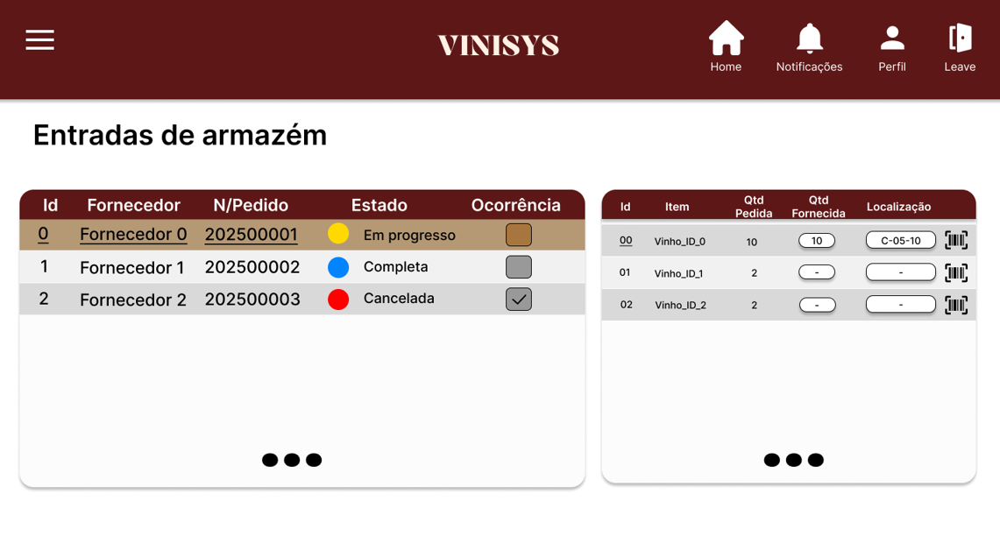 VINISYS
Home Notificações Perfil Leave
Entradas de armazém
Id Fornecedor N/Pedido Estado Ocorrência
0 Fornecedor 0 202500001 Em progresso
1 Fornecedor 1 202500002 Completa
2 Fornecedor 2 202500003 Cancelada
Id Item Qtd Pedida Qtd Fornecida Localização
00 Vinho_ID_0 10 10 C-05-10
01 Vinho_ID_1 2 - -
02 Vinho_ID_2 2 - -